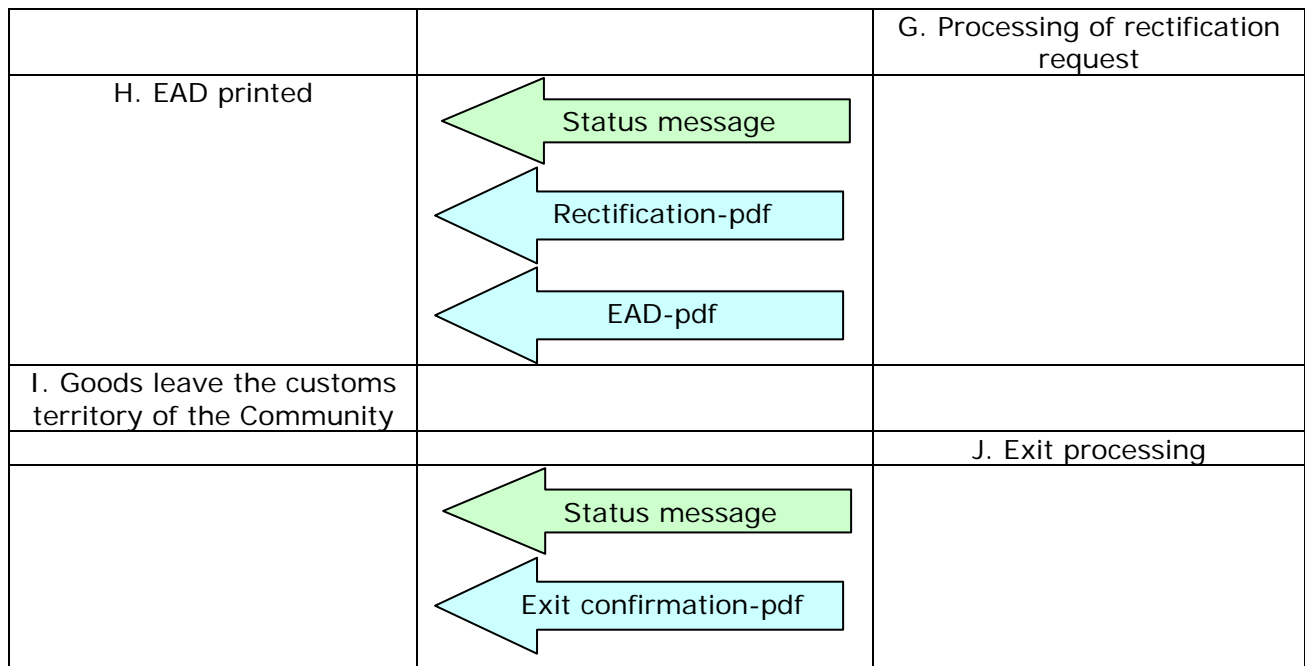 G. Processing of rectification
request
H. EAD printed
Status message
Rectification-pdf
EAD-pdf
I. Goods leave the customs
territory of the Community
J. Exit processing
Status message
Exit confirmation-pdf